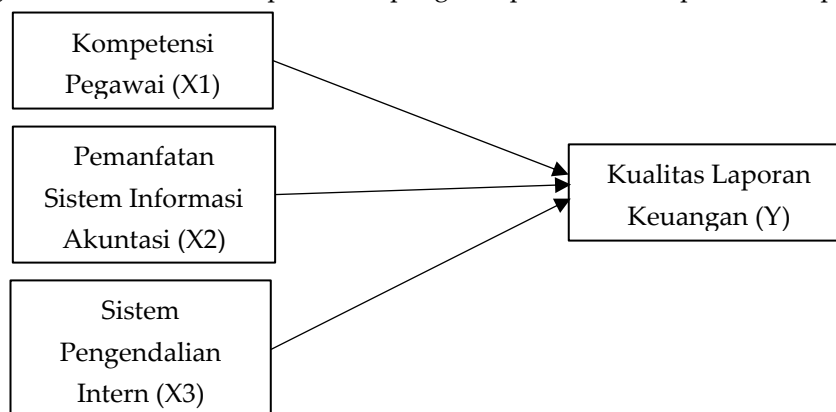 Kompetensi
Pegawai (X1)
Pemanfatan
Sistem Informasi
Akuntasi (X2)
Kualitas Laporan
Keuangan (Y)
Sistem
Pengendalian
Intern (X3)